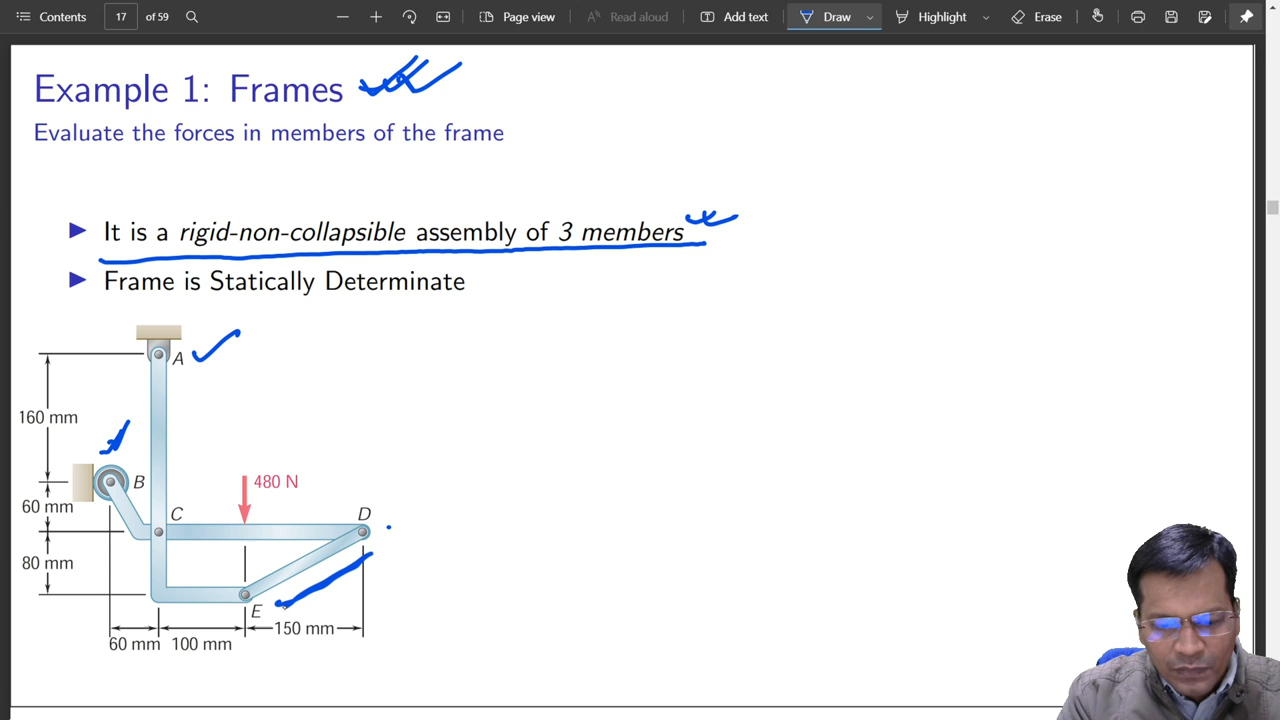 Contents 17 of 59 Page view Read aloud Add text Draw Highlight Erase
Example 1: Frames
Evaluate the forces in members of the frame
▶ It is a rigid-non-collapsible assembly of 3 members
▶ Frame is Statically Determinate
A
160 mm
B
480 N
60 mm
C
D
80 mm
E
150 mm
60 mm 100 mm